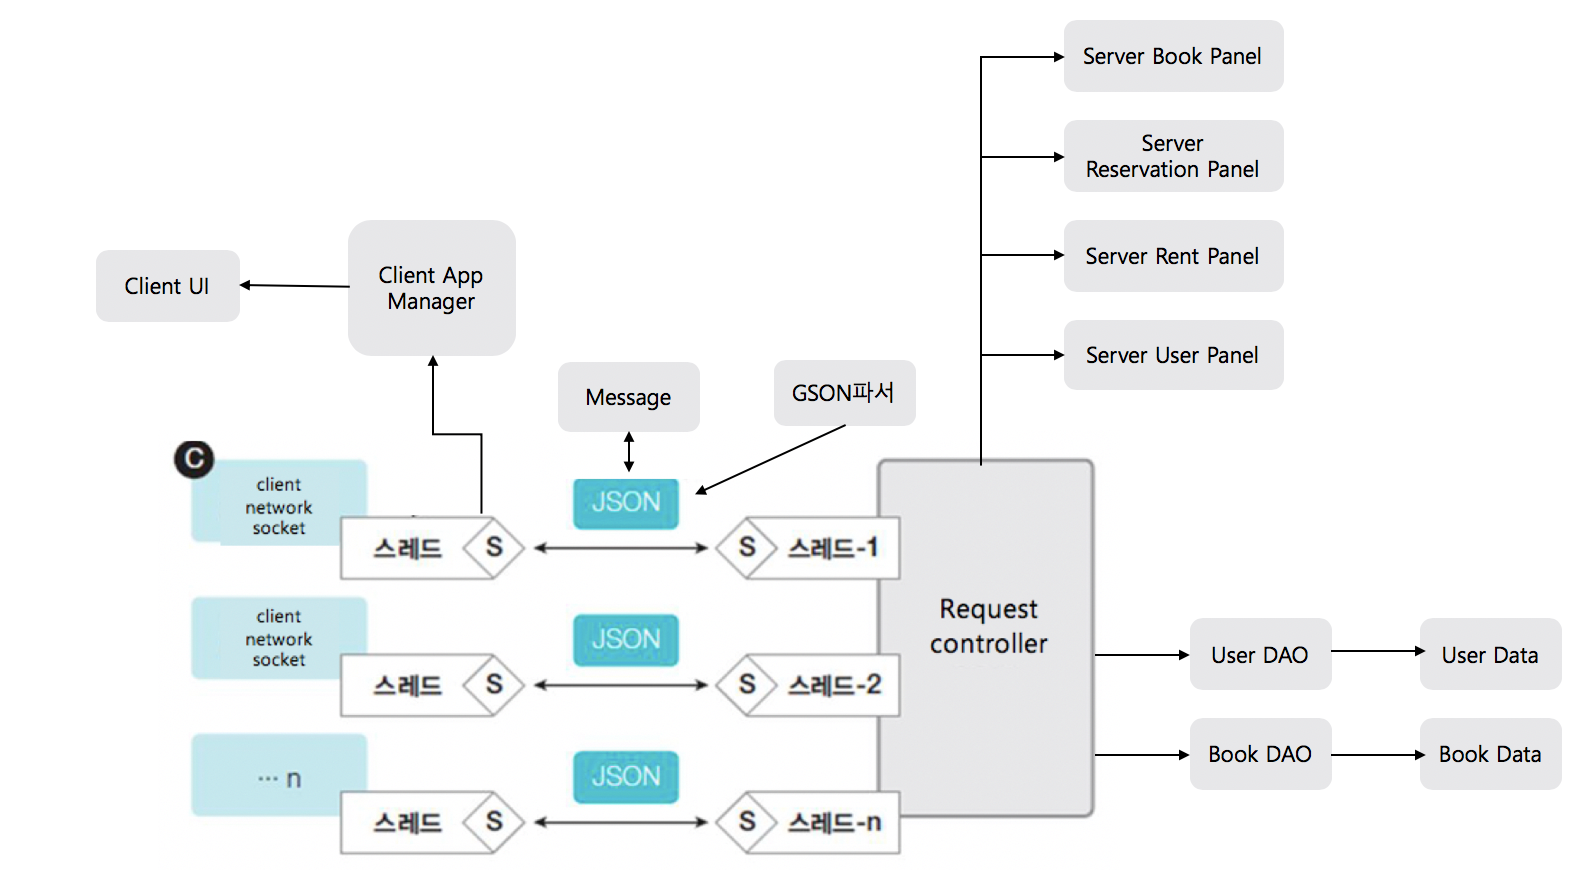 Server Book Panel
Server
Reservation Panel
Server Rent Panel
Server User Panel
Client UI
Client App
Manager
Message
GSON파서
C
client
network
socket
스레드
S
JSON
S
스레드-1
client
network
socket
스레드
S
JSON
S
스레드-2
Request
controller
User DAO
User Data
Book DAO
Book Data
··· n
스레드
S
JSON
S
스레드-n